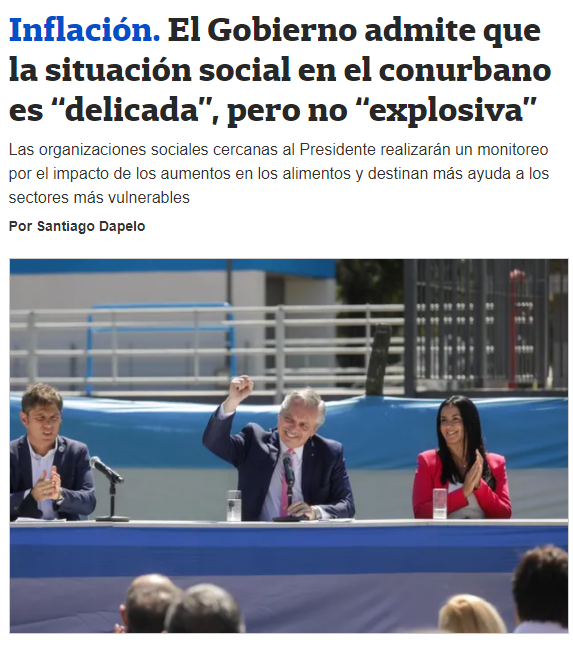 Inflación. El Gobierno admite que
la situación social en el conurbano
es “delicada”, pero no “explosiva”
Las organizaciones sociales cercanas al Presidente realizarán un monitoreo
por el impacto de los aumentos en los alimentos y destinan más ayuda a los
sectores más vulnerables
Por Santiago Dapelo